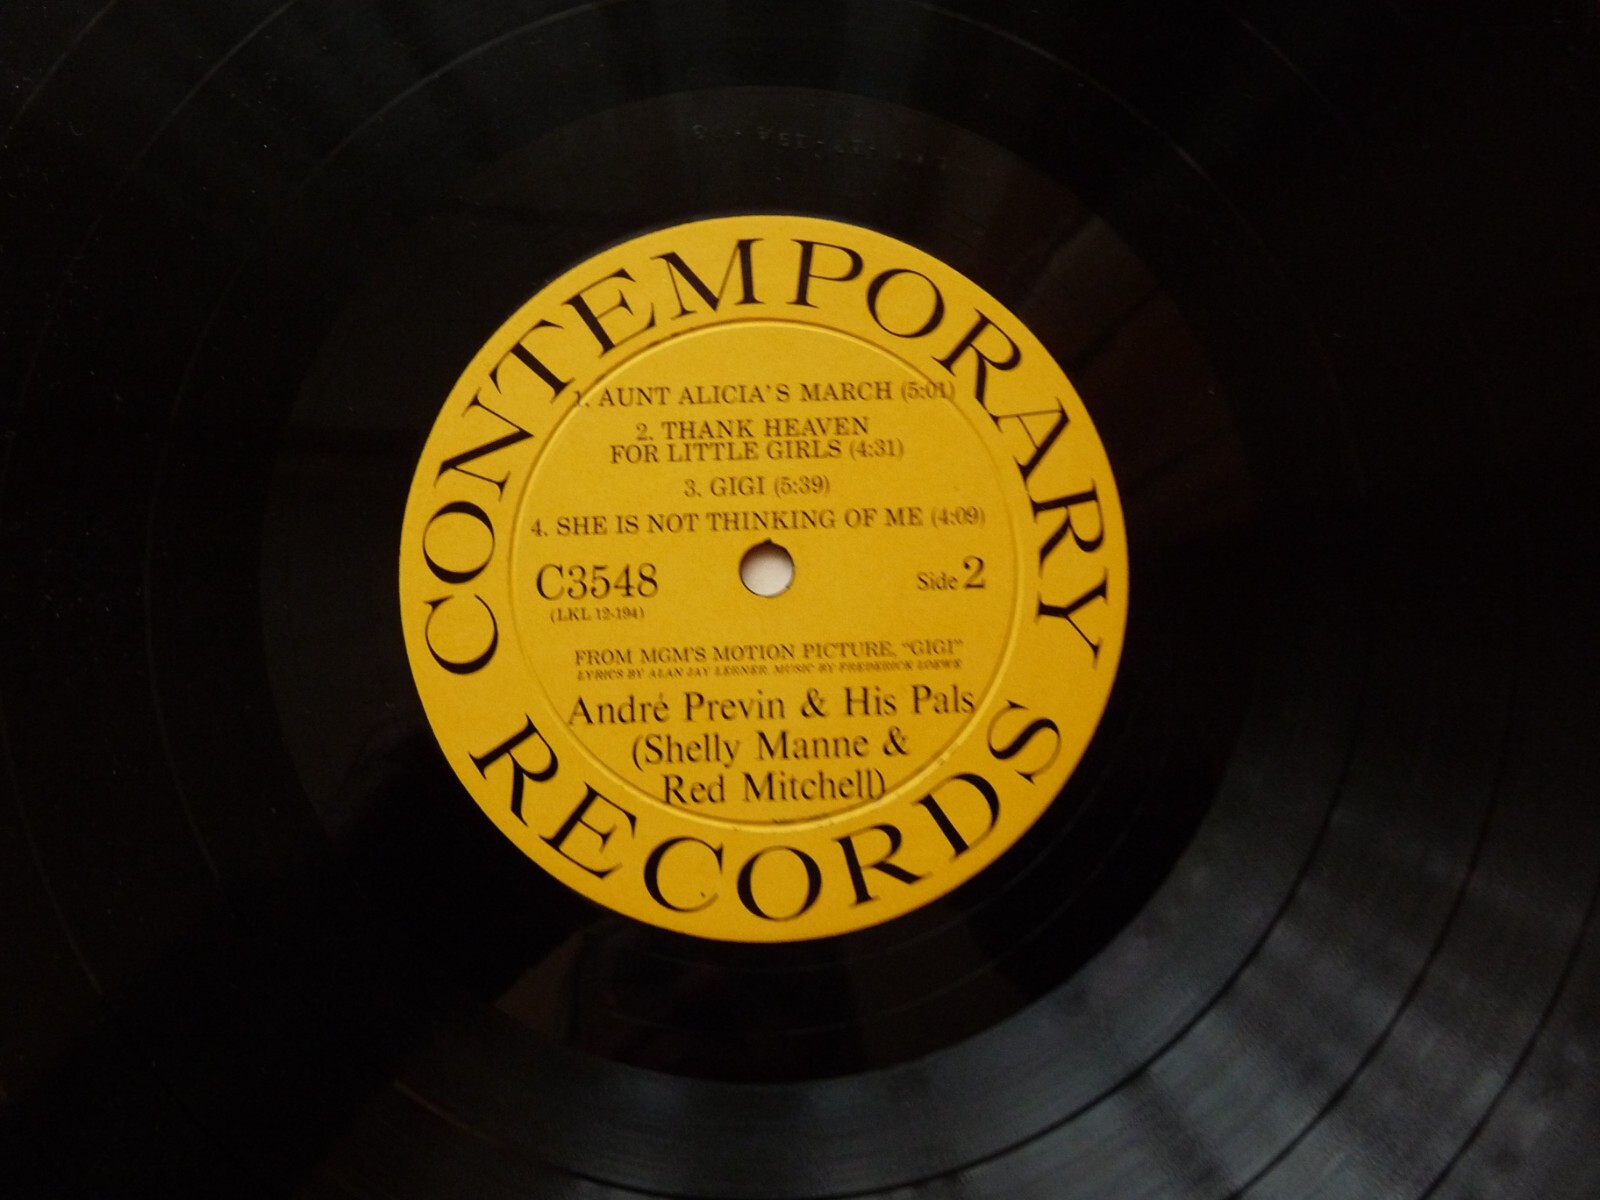 CONTEMPORARY
1. AUNT ALICIA'S MARCH (5:01)
2. THANK HEAVEN
FOR LITTLE GIRLS (4:31)
3. GIGI (5:39)
4. SHE IS NOT THINKING OF ME (4:09)
C3548
Side 2
(LKL 12-194)
FROM MGM'S MOTION PICTURE, "GIGI"
LYRICS BY ALAN JAY LERNER MUSIC BY FREDERICK LOEWE
André Previn & His Pals
(Shelly Manne &
Red Mitchell)
RECORDS